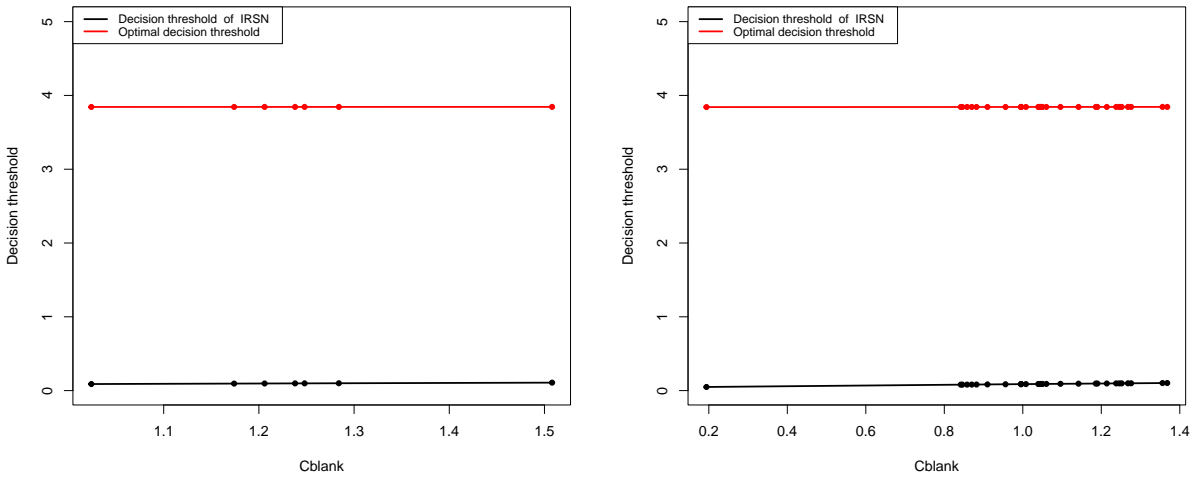 Decision threshold of IRSN
Optimal decision threshold
Decision threshold
5
4
3
2
1
0
1.1 1.2 1.3 1.4 1.5
Cblank
Decision threshold of IRSN
Optimal decision threshold
Decision threshold
5
4
3
2
1
0
0.2 0.4 0.6 0.8 1.0 1.2 1.4
Cblank